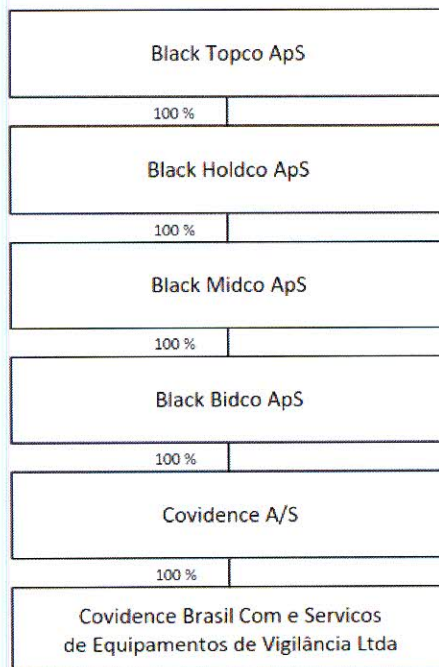 Black Topco ApS
100 %
Black Holdco ApS
100 %
Black Midco ApS
100 %
Black Bidco ApS
100 %
Covidence A/S
100 %
Covidence Brasil Com e Servicos
de Equipamentos de Vigilância Ltda